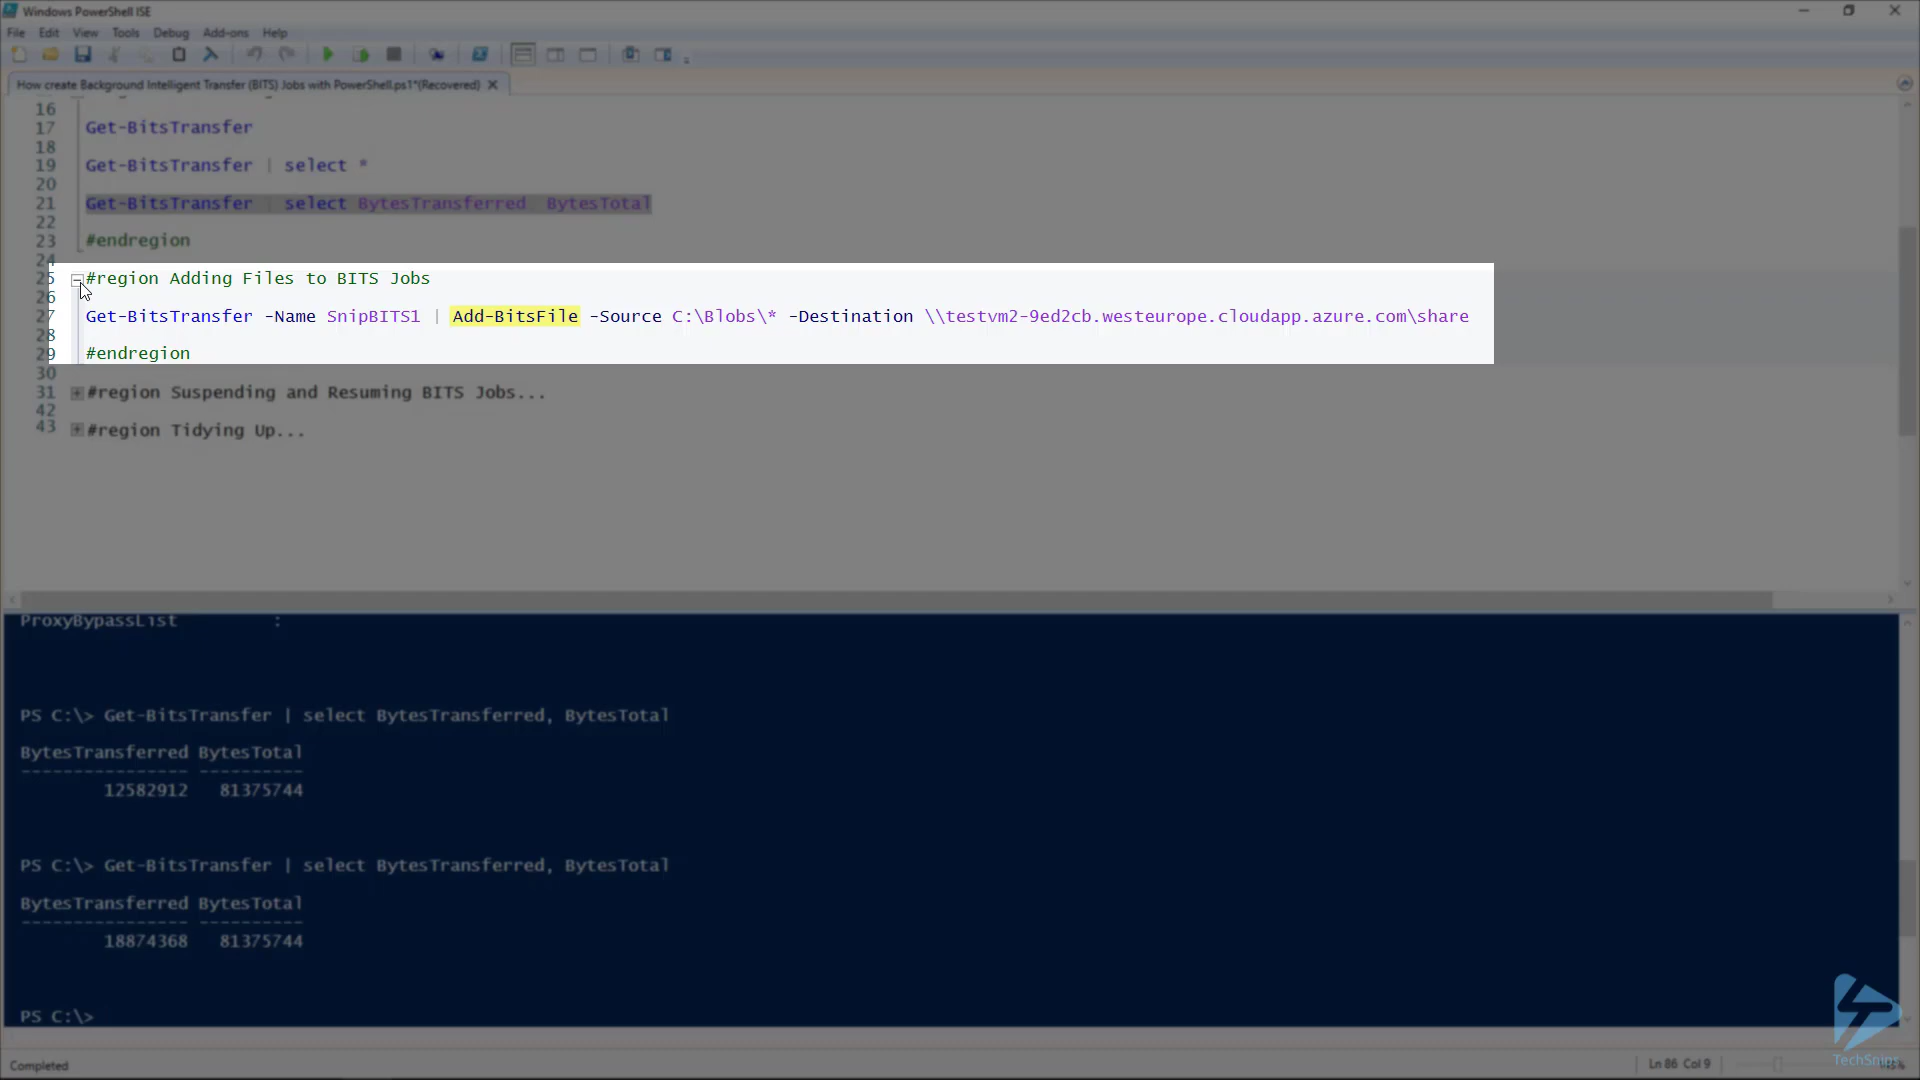 Windows PowerShell ISE
File Edit View Tools Debug Add-ons Help
How create Background Intelligent Transfer (BITS) Jobs with PowerShell.ps1*(Recovered)
16
17 Get-BitsTransfer
18
19 Get-BitsTransfer | select *
20
21 Get-BitsTransfer | select BytesTransferred, BytesTotal
22
23 #endregion
24
25 #region Adding Files to BITS Jobs
26
27 Get-BitsTransfer -Name SnipBITS1 | Add-BitsFile -Source C:\Blobs\* -Destination \\testvm2-9ed2cb.westeurope.cloudapp.azure.com\share
28
29 #endregion
30
31 #region Suspending and Resuming BITS Jobs...
42
43 #region Tidying Up...
ProxyBypassList :
PS C:\> Get-BitsTransfer | select BytesTransferred, BytesTotal
BytesTransferred BytesTotal
---------------- ----------
12582912 81375744
PS C:\> Get-BitsTransfer | select BytesTransferred, BytesTotal
BytesTransferred BytesTotal
---------------- ----------
18874368 81375744
PS C:\>
Completed
Ln 86 Col 9
TechSnips